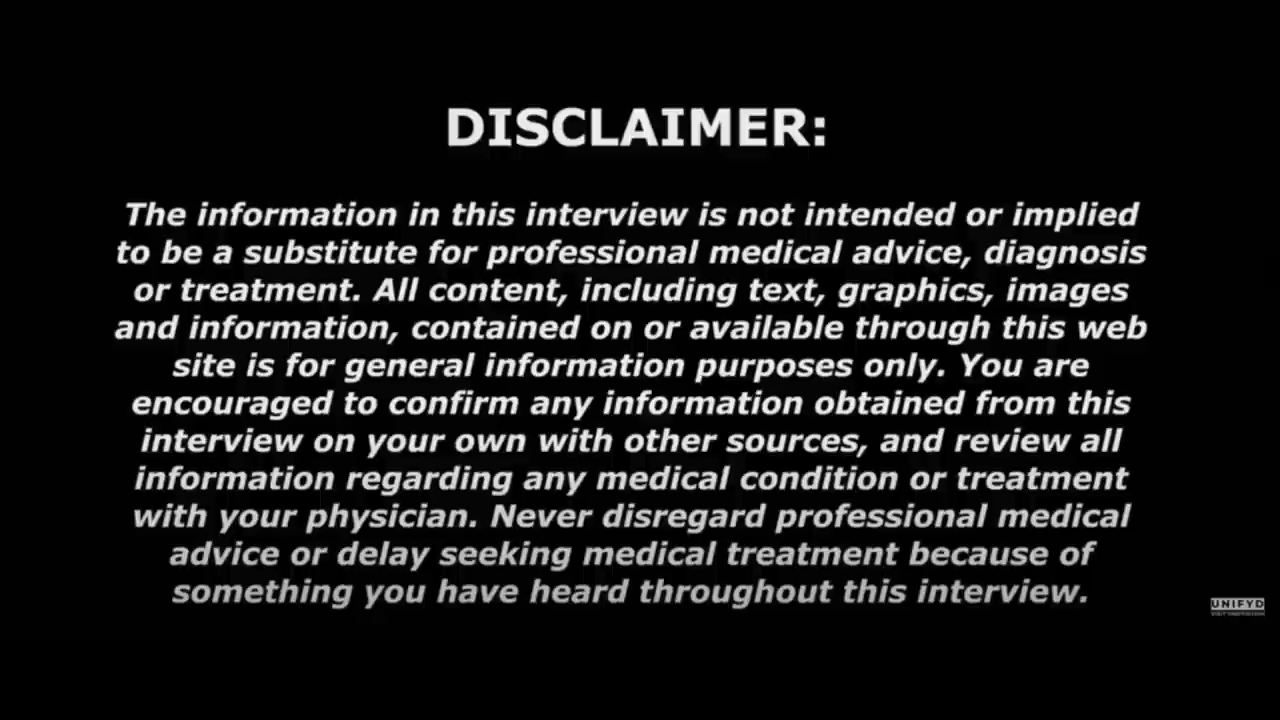 DISCLAIMER:
The information in this interview is not intended or implied
to be a substitute for professional medical advice, diagnosis
or treatment. All content, including text, graphics, images
and information, contained on or available through this web
site is for general information purposes only. You are
encouraged to confirm any information obtained from this
interview on your own with other sources, and review all
information regarding any medical condition or treatment
with your physician. Never disregard professional medical
advice or delay seeking medical treatment because of
something you have heard throughout this interview.
UNIFYD